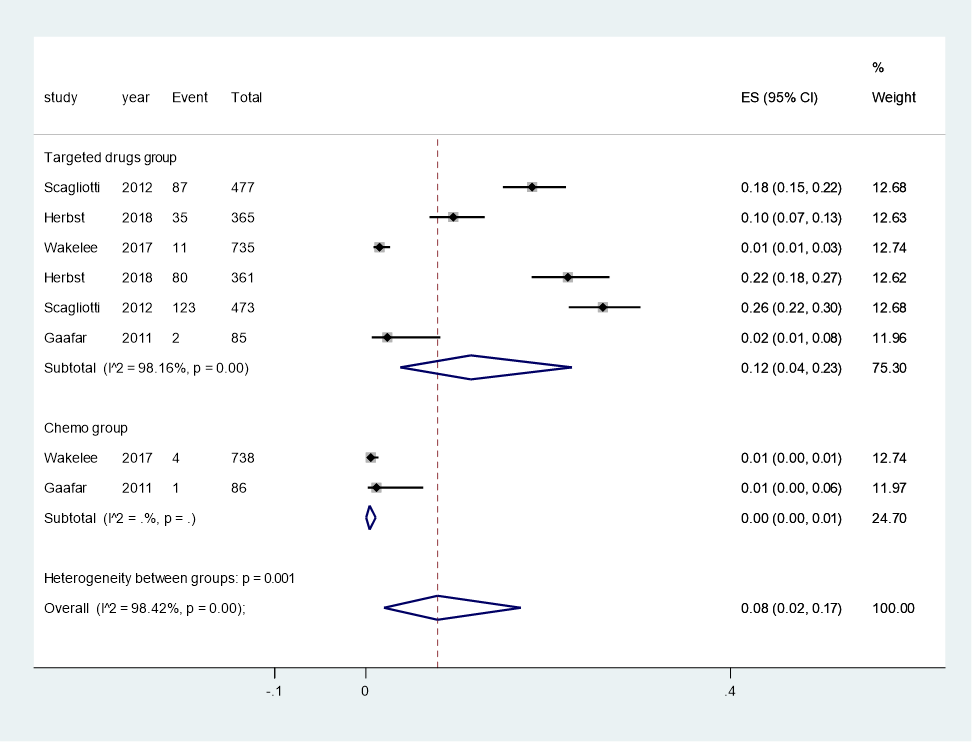 %
study year Event Total ES (95% CI) Weight
Targeted drugs group
Scagliotti 2012 87 477 0.18 (0.15, 0.22) 12.68
Herbst 2018 35 365 0.10 (0.07, 0.13) 12.63
Wakelee 2017 11 735 0.01 (0.01, 0.03) 12.74
Herbst 2018 80 361 0.22 (0.18, 0.27) 12.62
Scagliotti 2012 123 473 0.26 (0.22, 0.30) 12.68
Gaafar 2011 2 85 0.02 (0.01, 0.08) 11.96
Subtotal (I^2 = 98.16%, p = 0.00) 0.12 (0.04, 0.23) 75.30
Chemo group
Wakelee 2017 4 738 0.01 (0.00, 0.01) 12.74
Gaafar 2011 1 86 0.01 (0.00, 0.06) 11.97
Subtotal (I^2 = .%, p = .) 0.00 (0.00, 0.01) 24.70
Heterogeneity between groups: p = 0.001
Overall (I^2 = 98.42%, p = 0.00); 0.08 (0.02, 0.17) 100.00
-.1 0 .4